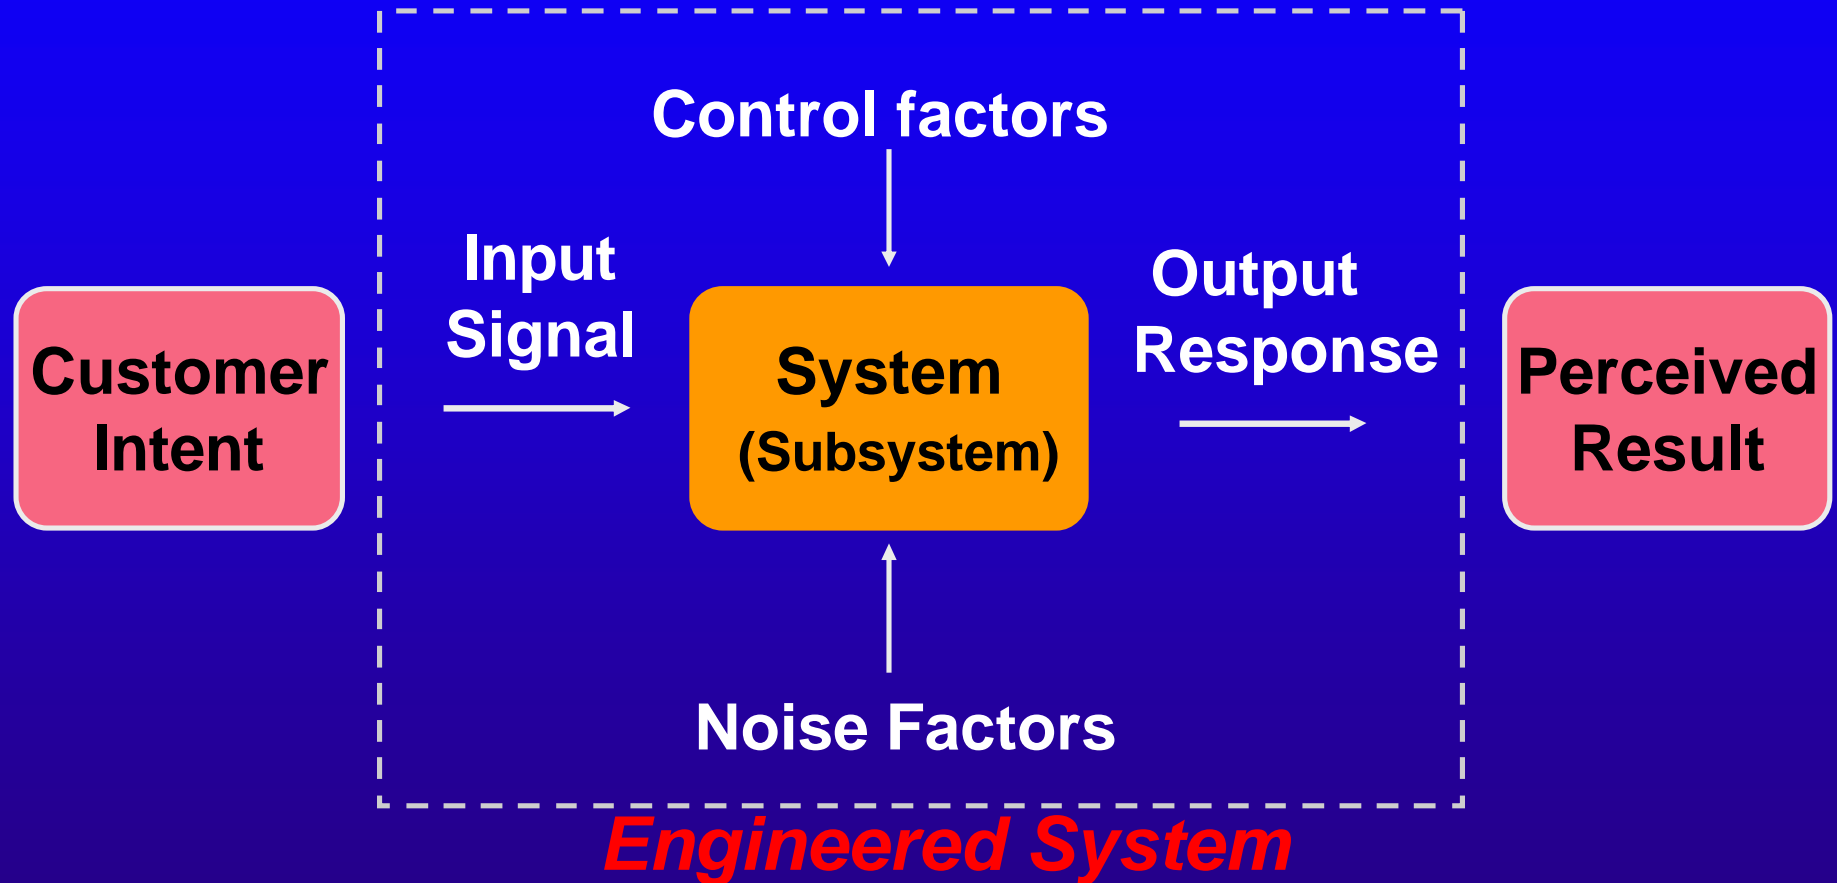 Control factors
Input
Signal
Output
Response
Customer
Intent
System
(Subsystem)
Perceived
Result
Noise Factors
Engineered System